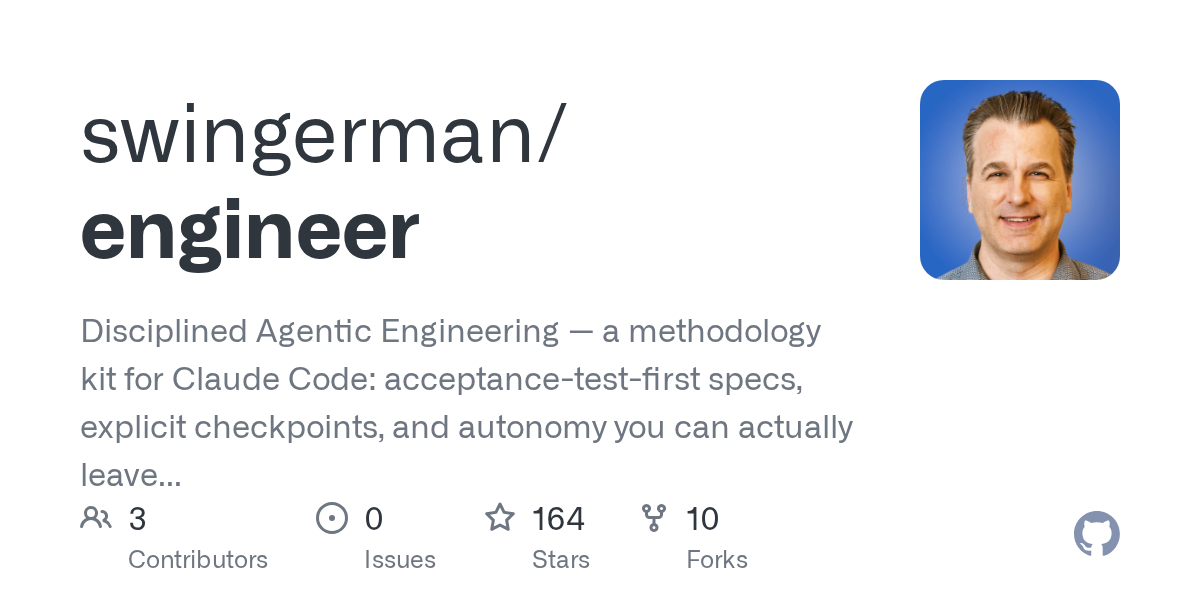 swingerman/
engineer
Disciplined Agentic Engineering — a methodology
kit for Claude Code: acceptance-test-first specs,
explicit checkpoints, and autonomy you can actually
leave...
3 0 164 10
Contributors Issues Stars Forks